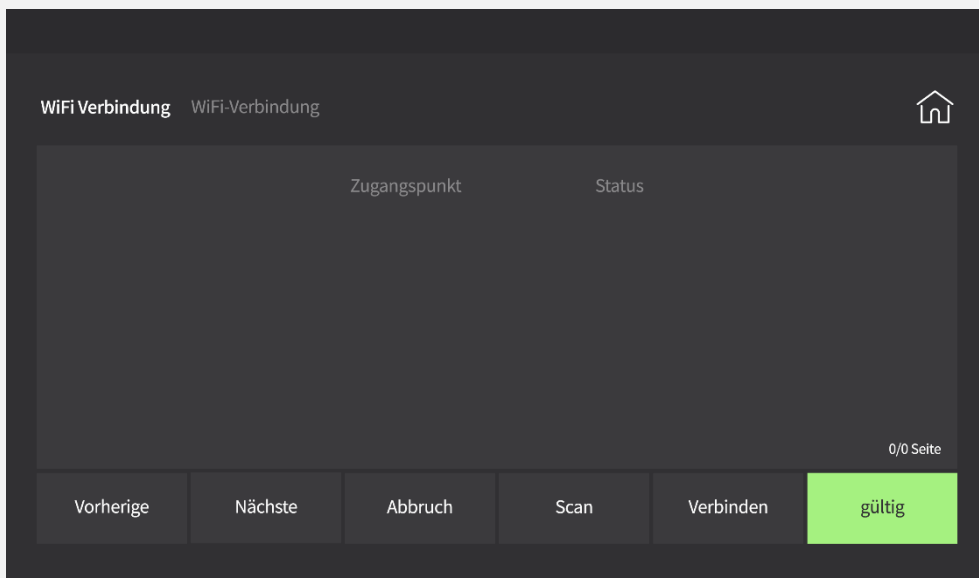 WiFi Verbindung WiFi-Verbindung
Zugangspunkt Status
0/0 Seite
Vorherige Nächste Abbruch Scan Verbinden gültig